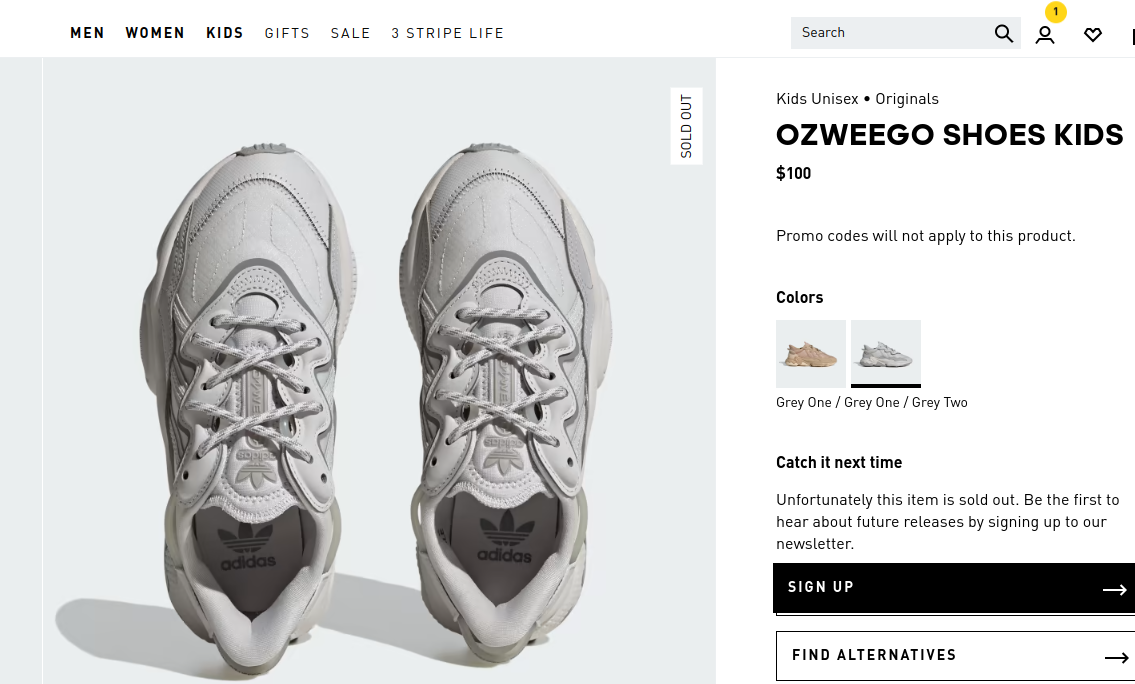 MEN WOMEN KIDS GIFTS SALE 3 STRIPE LIFE
Search
1
SOLD OUT
adidas
adidas
Kids Unisex • Originals
OZWEEGO SHOES KIDS
$100
Promo codes will not apply to this product.
Colors
Grey One / Grey One / Grey Two
Catch it next time
Unfortunately this item is sold out. Be the first to
hear about future releases by signing up to our
newsletter.
SIGN UP
FIND ALTERNATIVES